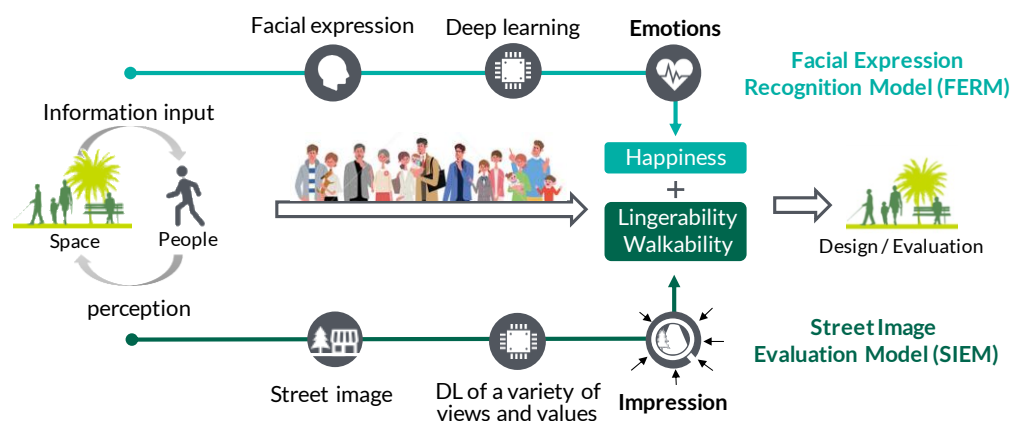 Facial expression
Deep learning
Emotions
Facial Expression
Recognition Model (FERM)
Information input
Happiness
+
Lingerability
Walkability
Space
People
Design / Evaluation
perception
Street Image
Evaluation Model (SIEM)
Street image
DL of a variety of
views and values
Impression